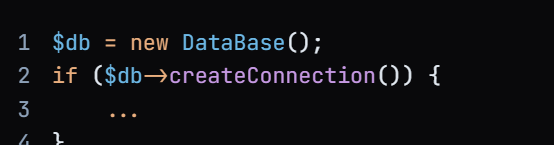 1 $db = new DataBase();
2 if ($db->createConnection()) {
3 ...
4 }